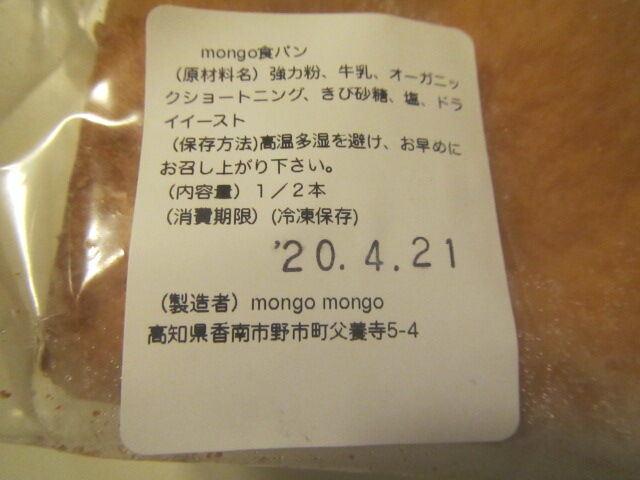 mongo食パン
（原材料名）強力粉、牛乳、オーガニッ
クショートニング、きび砂糖、塩、ドラ
イイースト
（保存方法)高温多湿を避け、お早めに
お召し上がり下さい。
（内容量）１／２本
（消費期限）(冷凍保存)
'20.4.21
（製造者）mongo mongo
高知県香南市野市町父養寺5-4